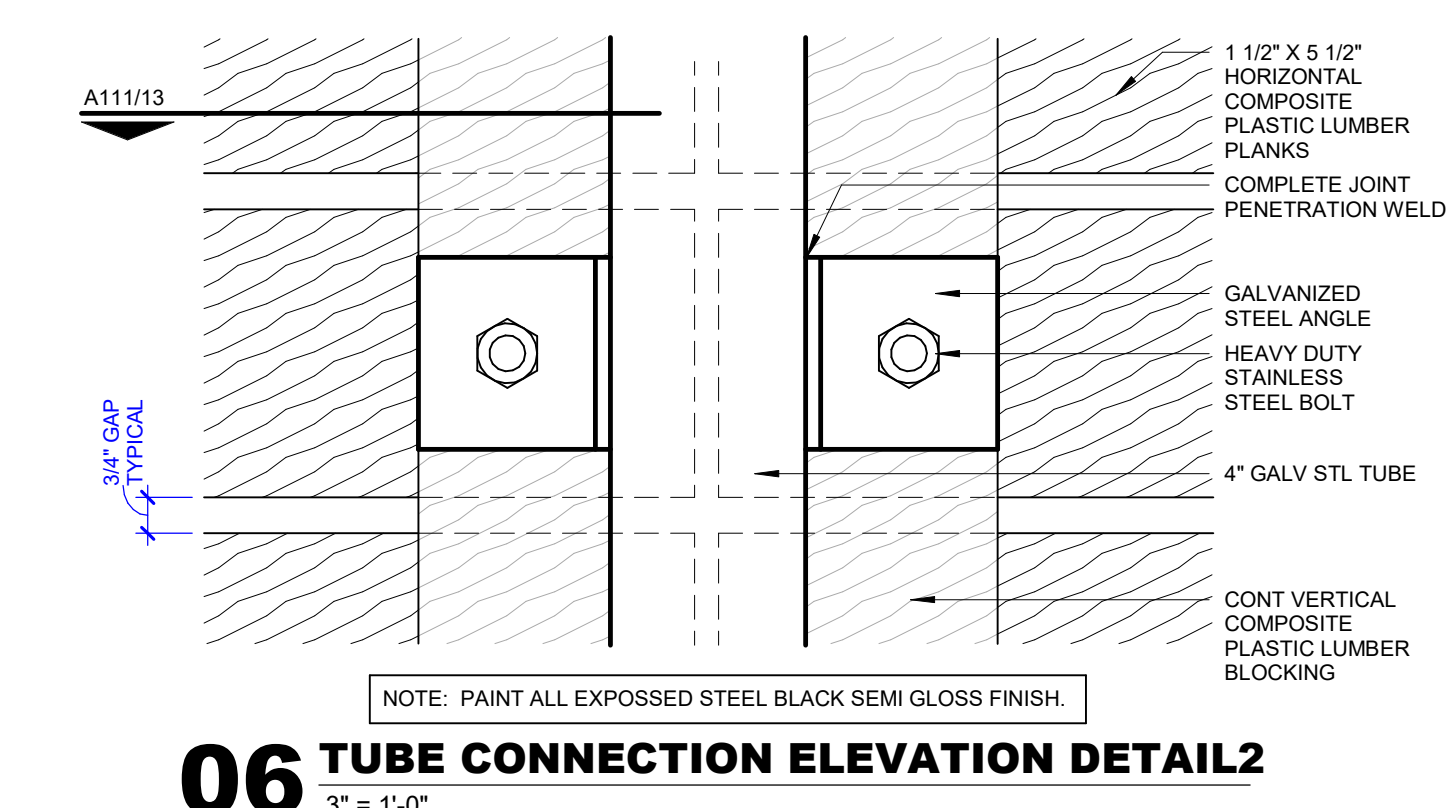 A111/13
1 1/2" X 5 1/2"
HORIZONTAL
COMPOSITE
PLASTIC LUMBER
PLANKS
COMPLETE JOINT
PENETRATION WELD
GALVANIZED
STEEL ANGLE
HEAVY DUTY
STAINLESS
STEEL BOLT
3/4" GAP
TYPICAL
4" GALV STL TUBE
CONT VERTICAL
COMPOSITE
PLASTIC LUMBER
BLOCKING
NOTE: PAINT ALL EXPOSSED STEEL BLACK SEMI GLOSS FINISH.
06 TUBE CONNECTION ELEVATION DETAIL2
3" = 1'-0"